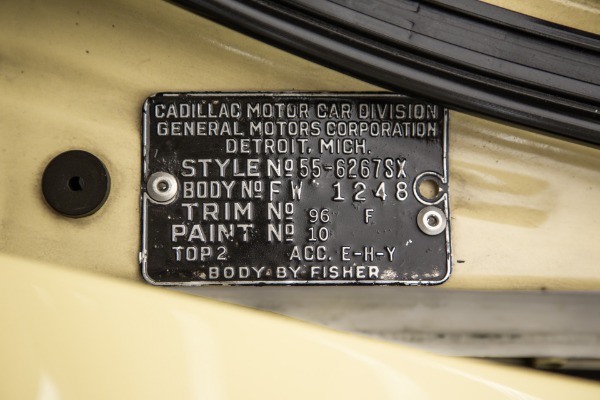 CADILLAC MOTOR CAR DIVISION
GENERAL MOTORS CORPORATION
DETROIT, MICH.
STYLE No 55-6267SX
BODY No FW 1248
TRIM No 96 F
PAINT No 10
TOP 2 ACC. E-H-Y
BODY BY FISHER